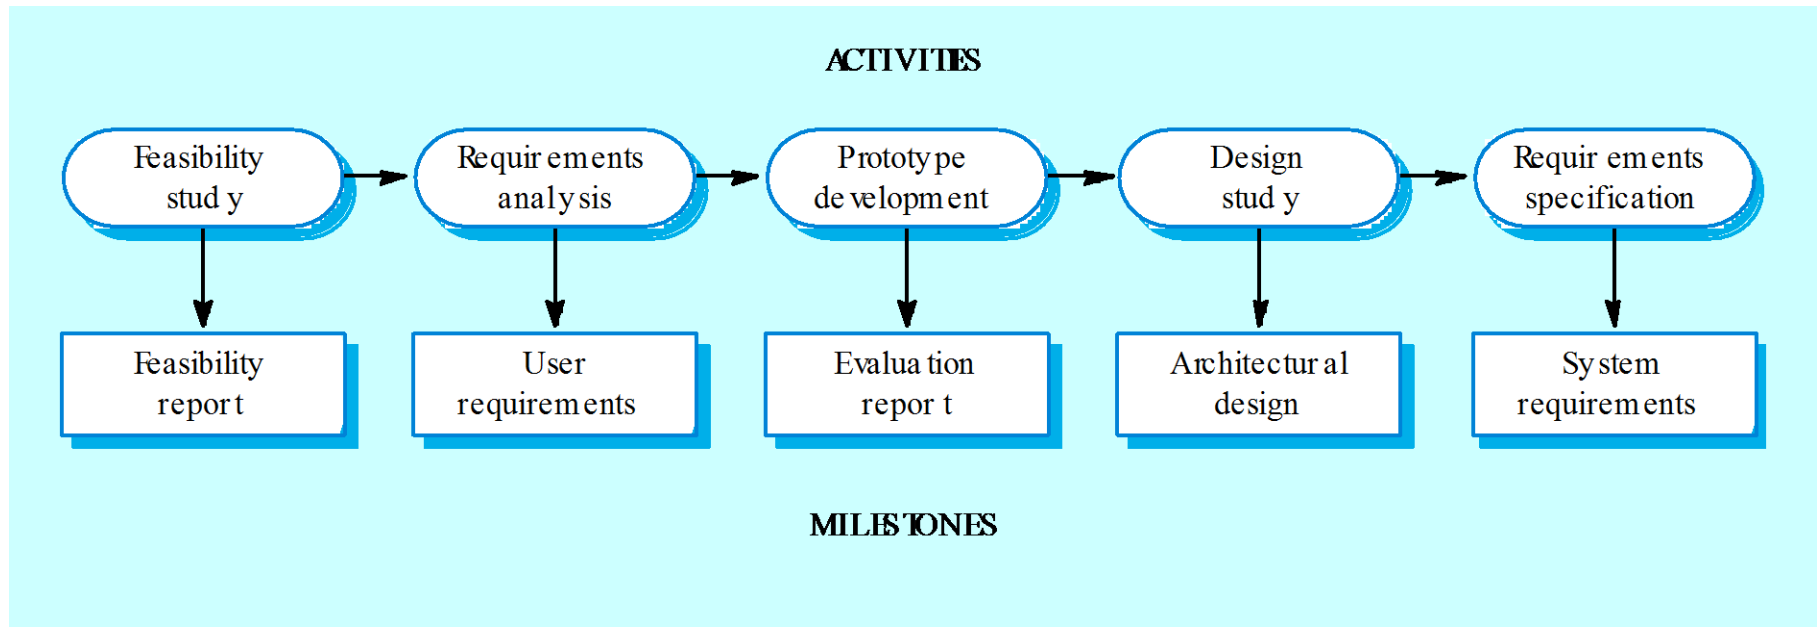 ACTIVITIES
Feasibility
study
Requirements
analysis
Prototype
development
Design
study
Requirements
specification
Feasibility
report
User
requirements
Evaluation
report
Architectural
design
System
requirements
MILESTONES